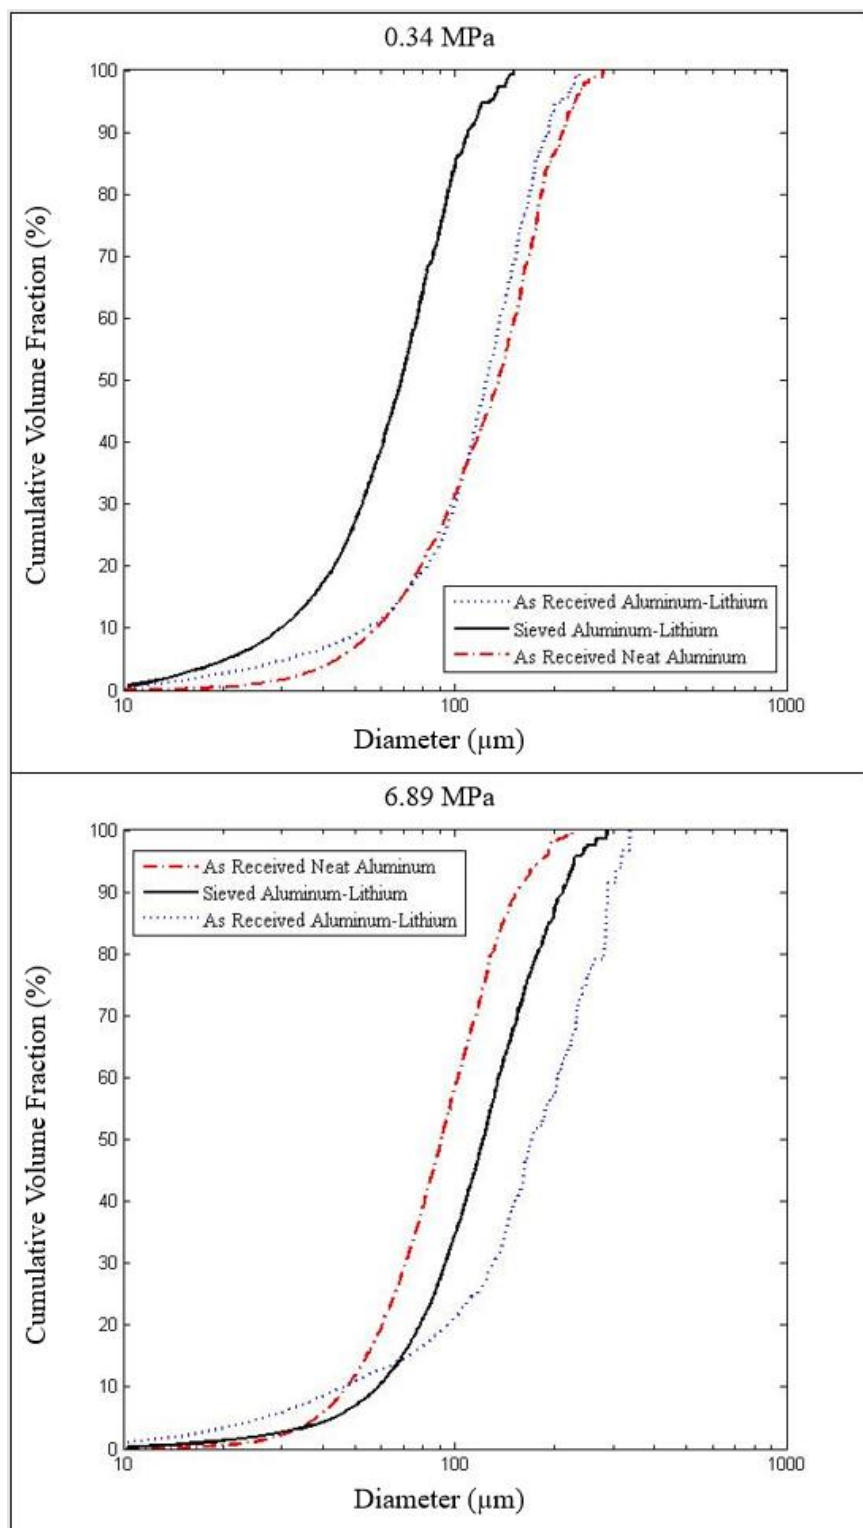 0.34 MPa
100
90
80
70
60
50
40
30
20
10
0
Cumulative Volume Fraction (%)
As Received Aluminum-Lithium
Sieved Aluminum-Lithium
As Received Neat Aluminum
10
100
1000
Diameter (µm)
6.89 MPa
100
90
80
70
60
50
40
30
20
10
0
Cumulative Volume Fraction (%)
As Received Neat Aluminum
Sieved Aluminum-Lithium
As Received Aluminum-Lithium
10
100
1000
Diameter (µm)